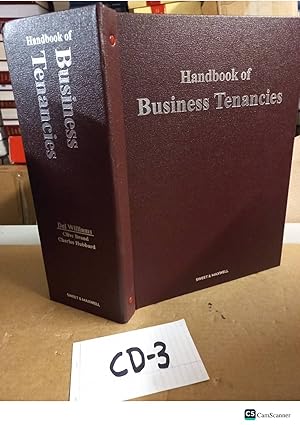 Handbook of
Business
Tenancies
Del Williams
Clive Brand
Charles Hubbard
SWEET & MAXWELL
Handbook of
Business Tenancies
SWEET & MAXWELL
CD-3
CS CamScanner